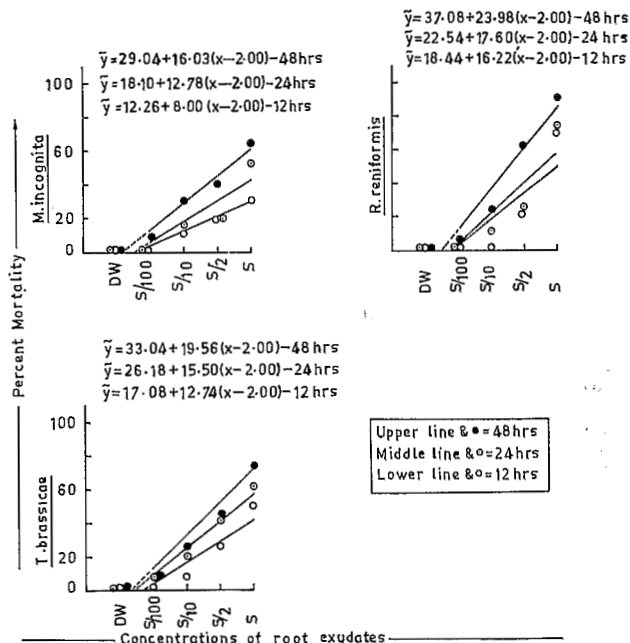 ȳ=29·04+16·03(x—2·00)—48hrs
ȳ=18·10+12·78(x—2·00)—24hrs
ȳ=12·26+8·00(x—2·00)—12hrs
100
60
20
0
M.incognita
DW
S/100
S/10
S/2
S
ȳ=37·08+23·98(x-2·00)-48 hrs
ȳ=22·54+17·60(x-2·00)-24 hrs
ȳ=18·44+16·22(x-2·00)-12 hrs
R.reniformis
DW
S/100
S/10
S/2
S
Percent Mortality
ȳ=33·04+19·56(x-2·00)-48 hrs
ȳ=26·18+15·50(x—2·00)-24hrs
ȳ=17·08+12·74(x—2·00)-12 hrs
100
60
20
0
T.brassicae
DW
S/100
S/10
S/2
S
Upper line & ●=48hrs
Middle line & ⊙=24hrs
Lower line & ○=12 hrs
Concentrations of root exudates